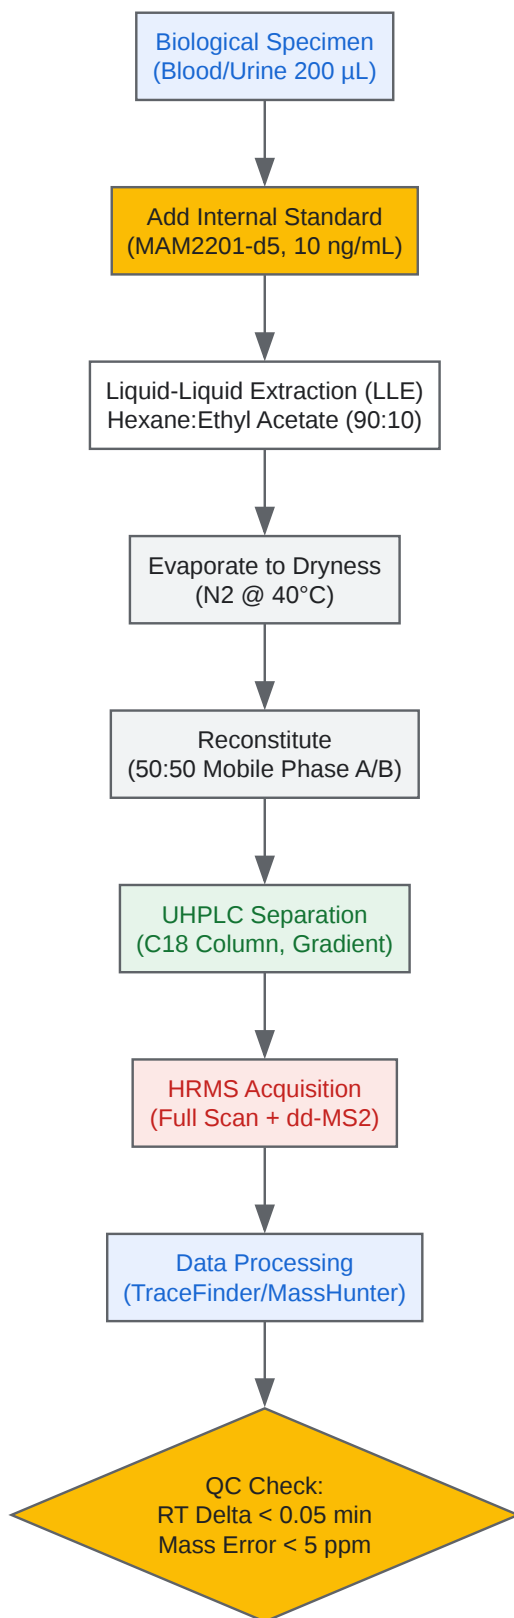 Biological Specimen
(Blood/Urine 200 µL)
Add Internal Standard
(MAM2201-d5, 10 ng/mL)
Liquid-Liquid Extraction (LLE)
Hexane:Ethyl Acetate (90:10)
Evaporate to Dryness
(N2 @ 40°C)
Reconstitute
(50:50 Mobile Phase A/B)
UHPLC Separation
(C18 Column, Gradient)
HRMS Acquisition
(Full Scan + dd-MS2)
Data Processing
(TraceFinder/MassHunter)
QC Check:
RT Delta < 0.05 min
Mass Error < 5 ppm